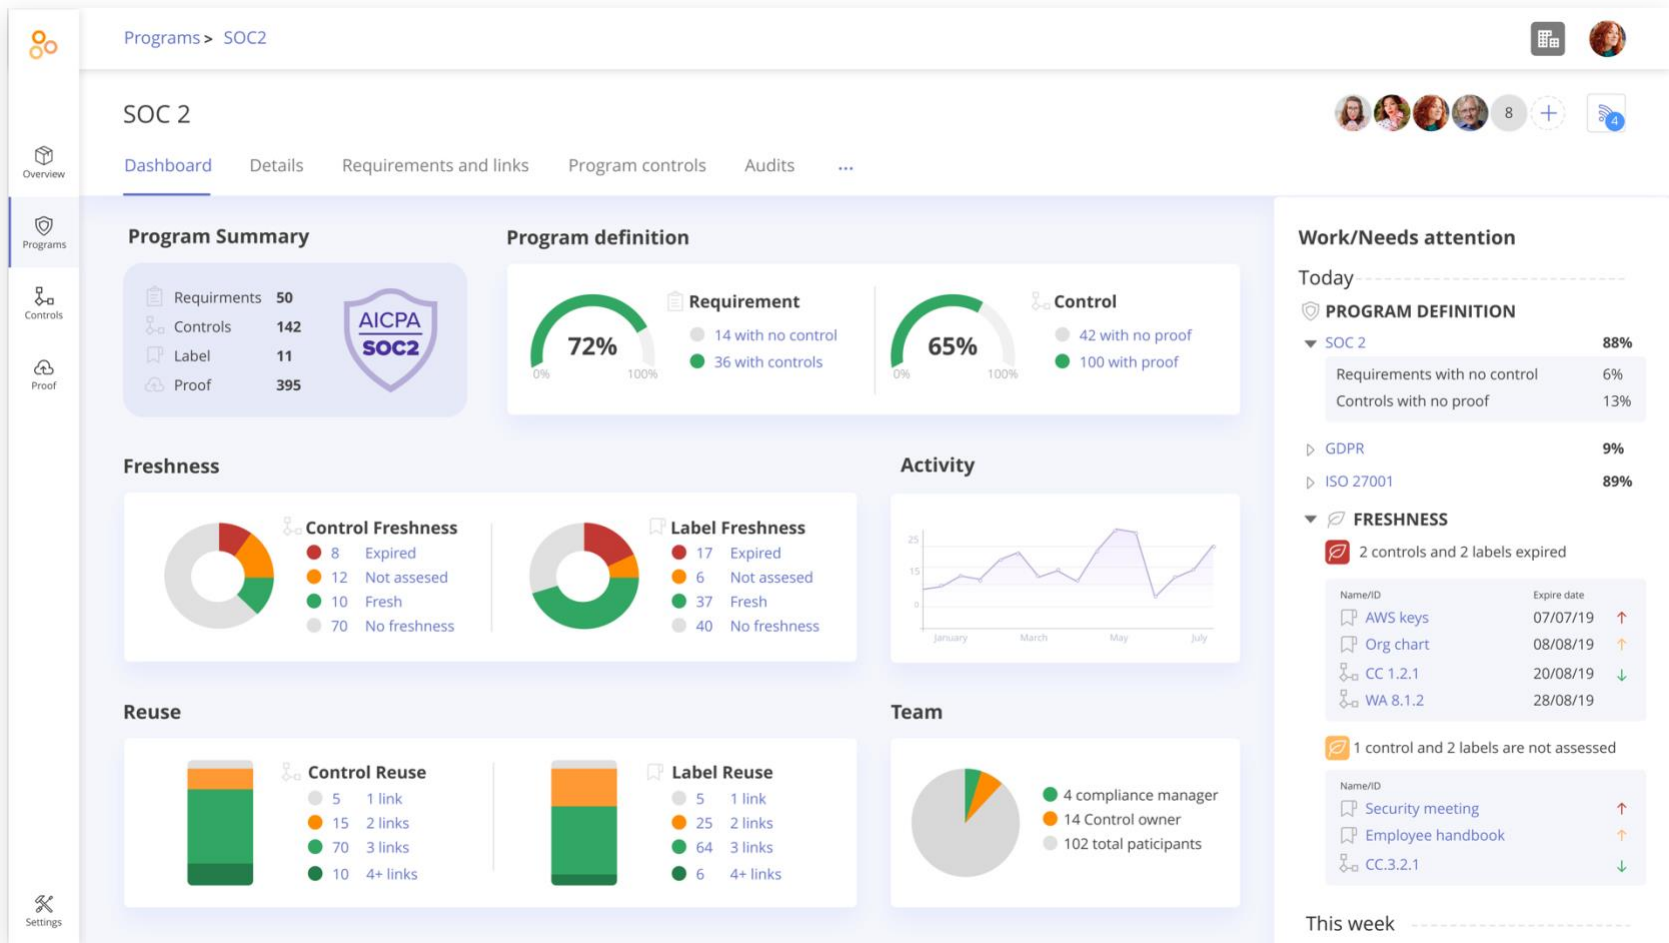 Programs > SOC2
SOC 2
8
4
Dashboard Details Requirements and links Program controls Audits ...
Overview
Programs
Controls
Proof
Settings
Program Summary
Requirments 50
Controls 142
Label 11
Proof 395
AICPA
SOC2
Program definition
72%
0% 100%
Requirement
14 with no control
36 with controls
65%
0% 100%
Control
42 with no proof
100 with proof
Freshness
Control Freshness
8 Expired
12 Not assesed
10 Fresh
70 No freshness
Label Freshness
17 Expired
6 Not assesed
37 Fresh
40 No freshness
Activity
25
15
0
January March May July
Reuse
Control Reuse
5 1 link
15 2 links
70 3 links
10 4+ links
Label Reuse
5 1 link
25 2 links
64 3 links
6 4+ links
Team
4 compliance manager
14 Control owner
102 total paticipants
Work/Needs attention
Today
PROGRAM DEFINITION
SOC 2 88%
Requirements with no control 6%
Controls with no proof 13%
GDPR 9%
ISO 27001 89%
FRESHNESS
2 controls and 2 labels expired
Name/ID Expire date
AWS keys 07/07/19
Org chart 08/08/19
CC 1.2.1 20/08/19
WA 8.1.2 28/08/19
1 control and 2 labels are not assessed
Name/ID
Security meeting
Employee handbook
CC.3.2.1
This week